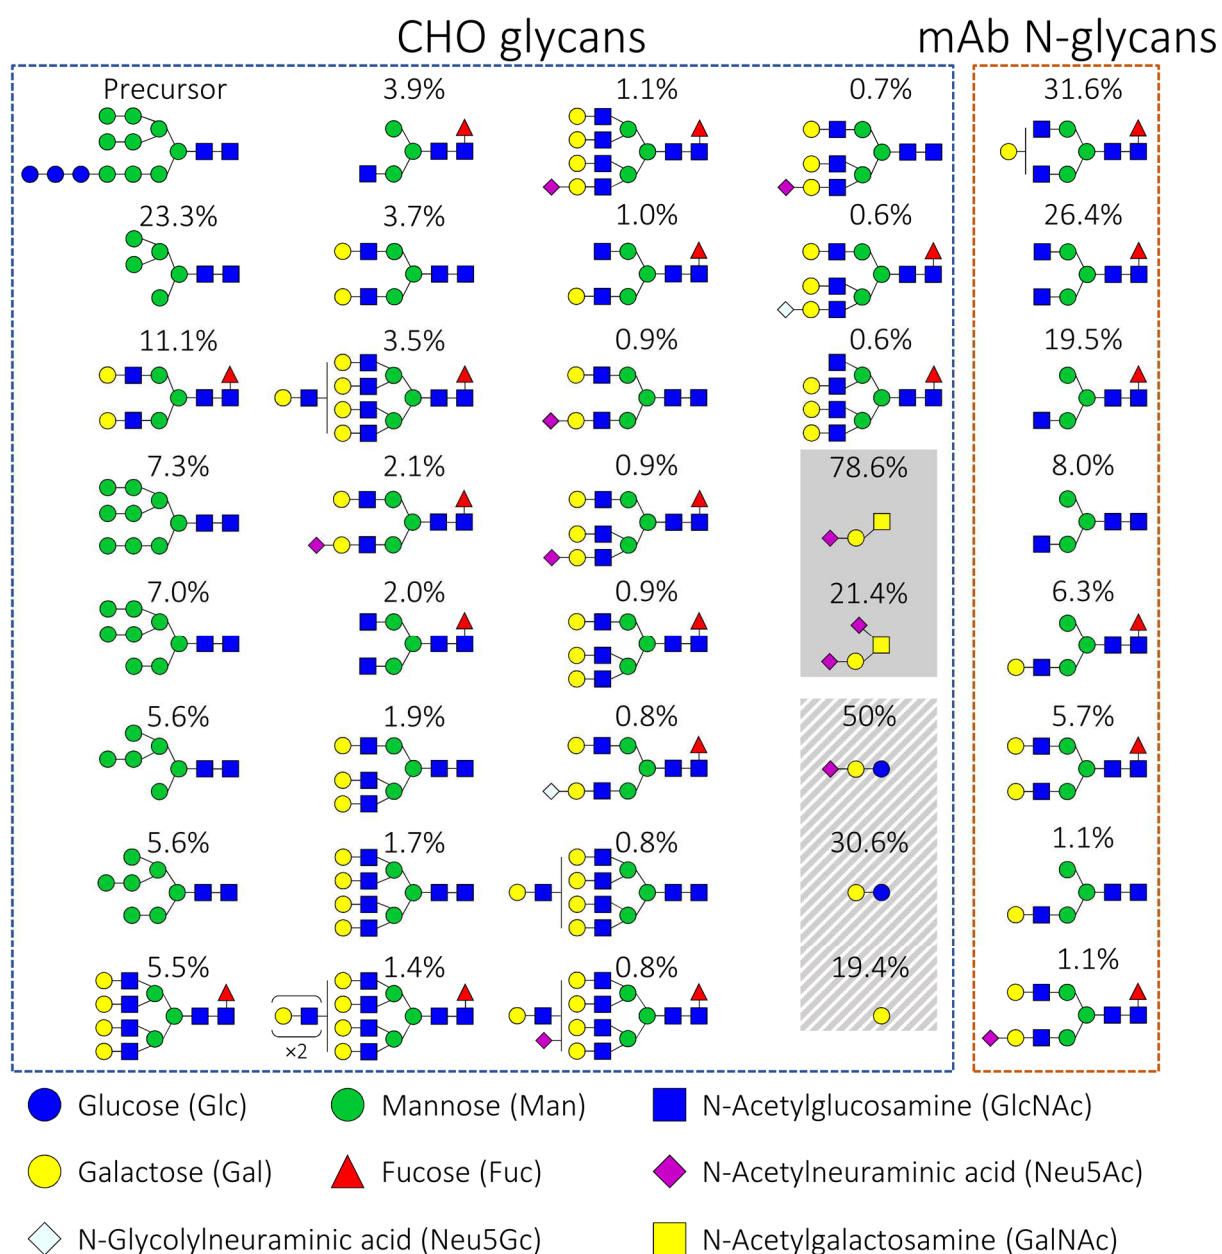 CHO glycans mAb N-glycans
Precursor 3.9% 1.1% 0.7% 31.6%
23.3% 3.7% 1.0% 0.6% 26.4%
11.1% 3.5% 0.9% 0.6% 19.5%
7.3% 2.1% 0.9% 78.6% 8.0%
7.0% 2.0% 0.9% 21.4% 6.3%
5.6% 1.9% 0.8% 50% 5.7%
5.6% 1.7% 0.8% 30.6% 1.1%
5.5% 1.4% 0.8% 19.4% 1.1%
×2
Glucose (Glc) Mannose (Man) N-Acetylglucosamine (GlcNAc)
Galactose (Gal) Fucose (Fuc) N-Acetylneuraminic acid (Neu5Ac)
N-Glycolylneuraminic acid (Neu5Gc) N-Acetylgalactosamine (GalNAc)